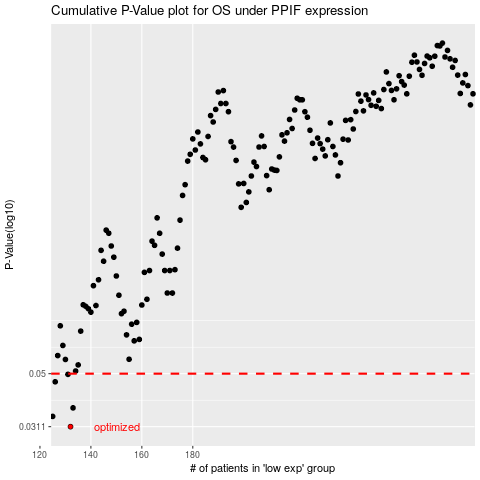 Cumulative P-Value plot for OS under PPIF expression
P-Value(log10)
0.05
0.0311
optimized
120 140 160 180
# of patients in 'low exp' group